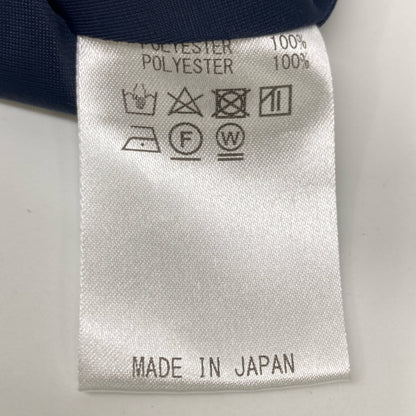 POLYESTER 100%
POLYESTER 100%
F W
MADE IN JAPAN